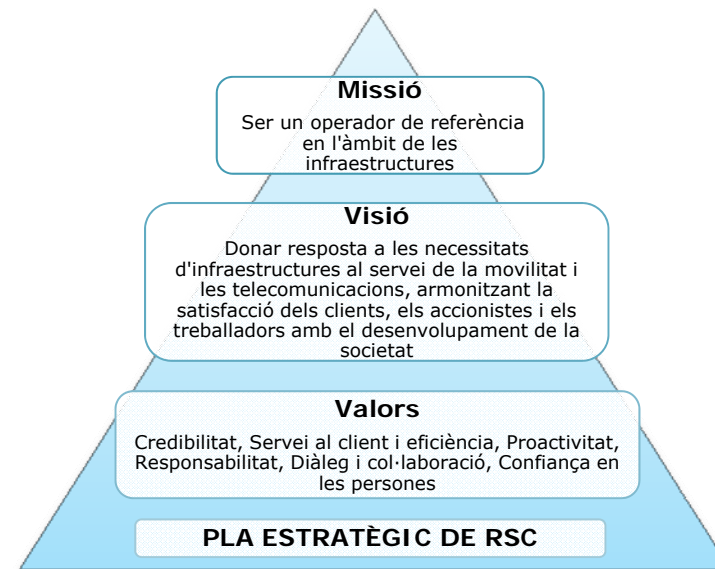 Missió
Ser un operador de referència
en l'àmbit de les
infraestructures
Visió
Donar resposta a les necessitats
d'infraestructures al servei de la movilitat i
les telecomunicacions, armonitzant la
satisfacció dels clients, els accionistes i els
treballadors amb el desenvolupament de la
societat
Valors
Credibilitat, Servei al client i eficiència, Proactivitat,
Responsabilitat, Diàleg i col·laboració, Confiança en
les persones
PLA ESTRATÈGIC DE RSC